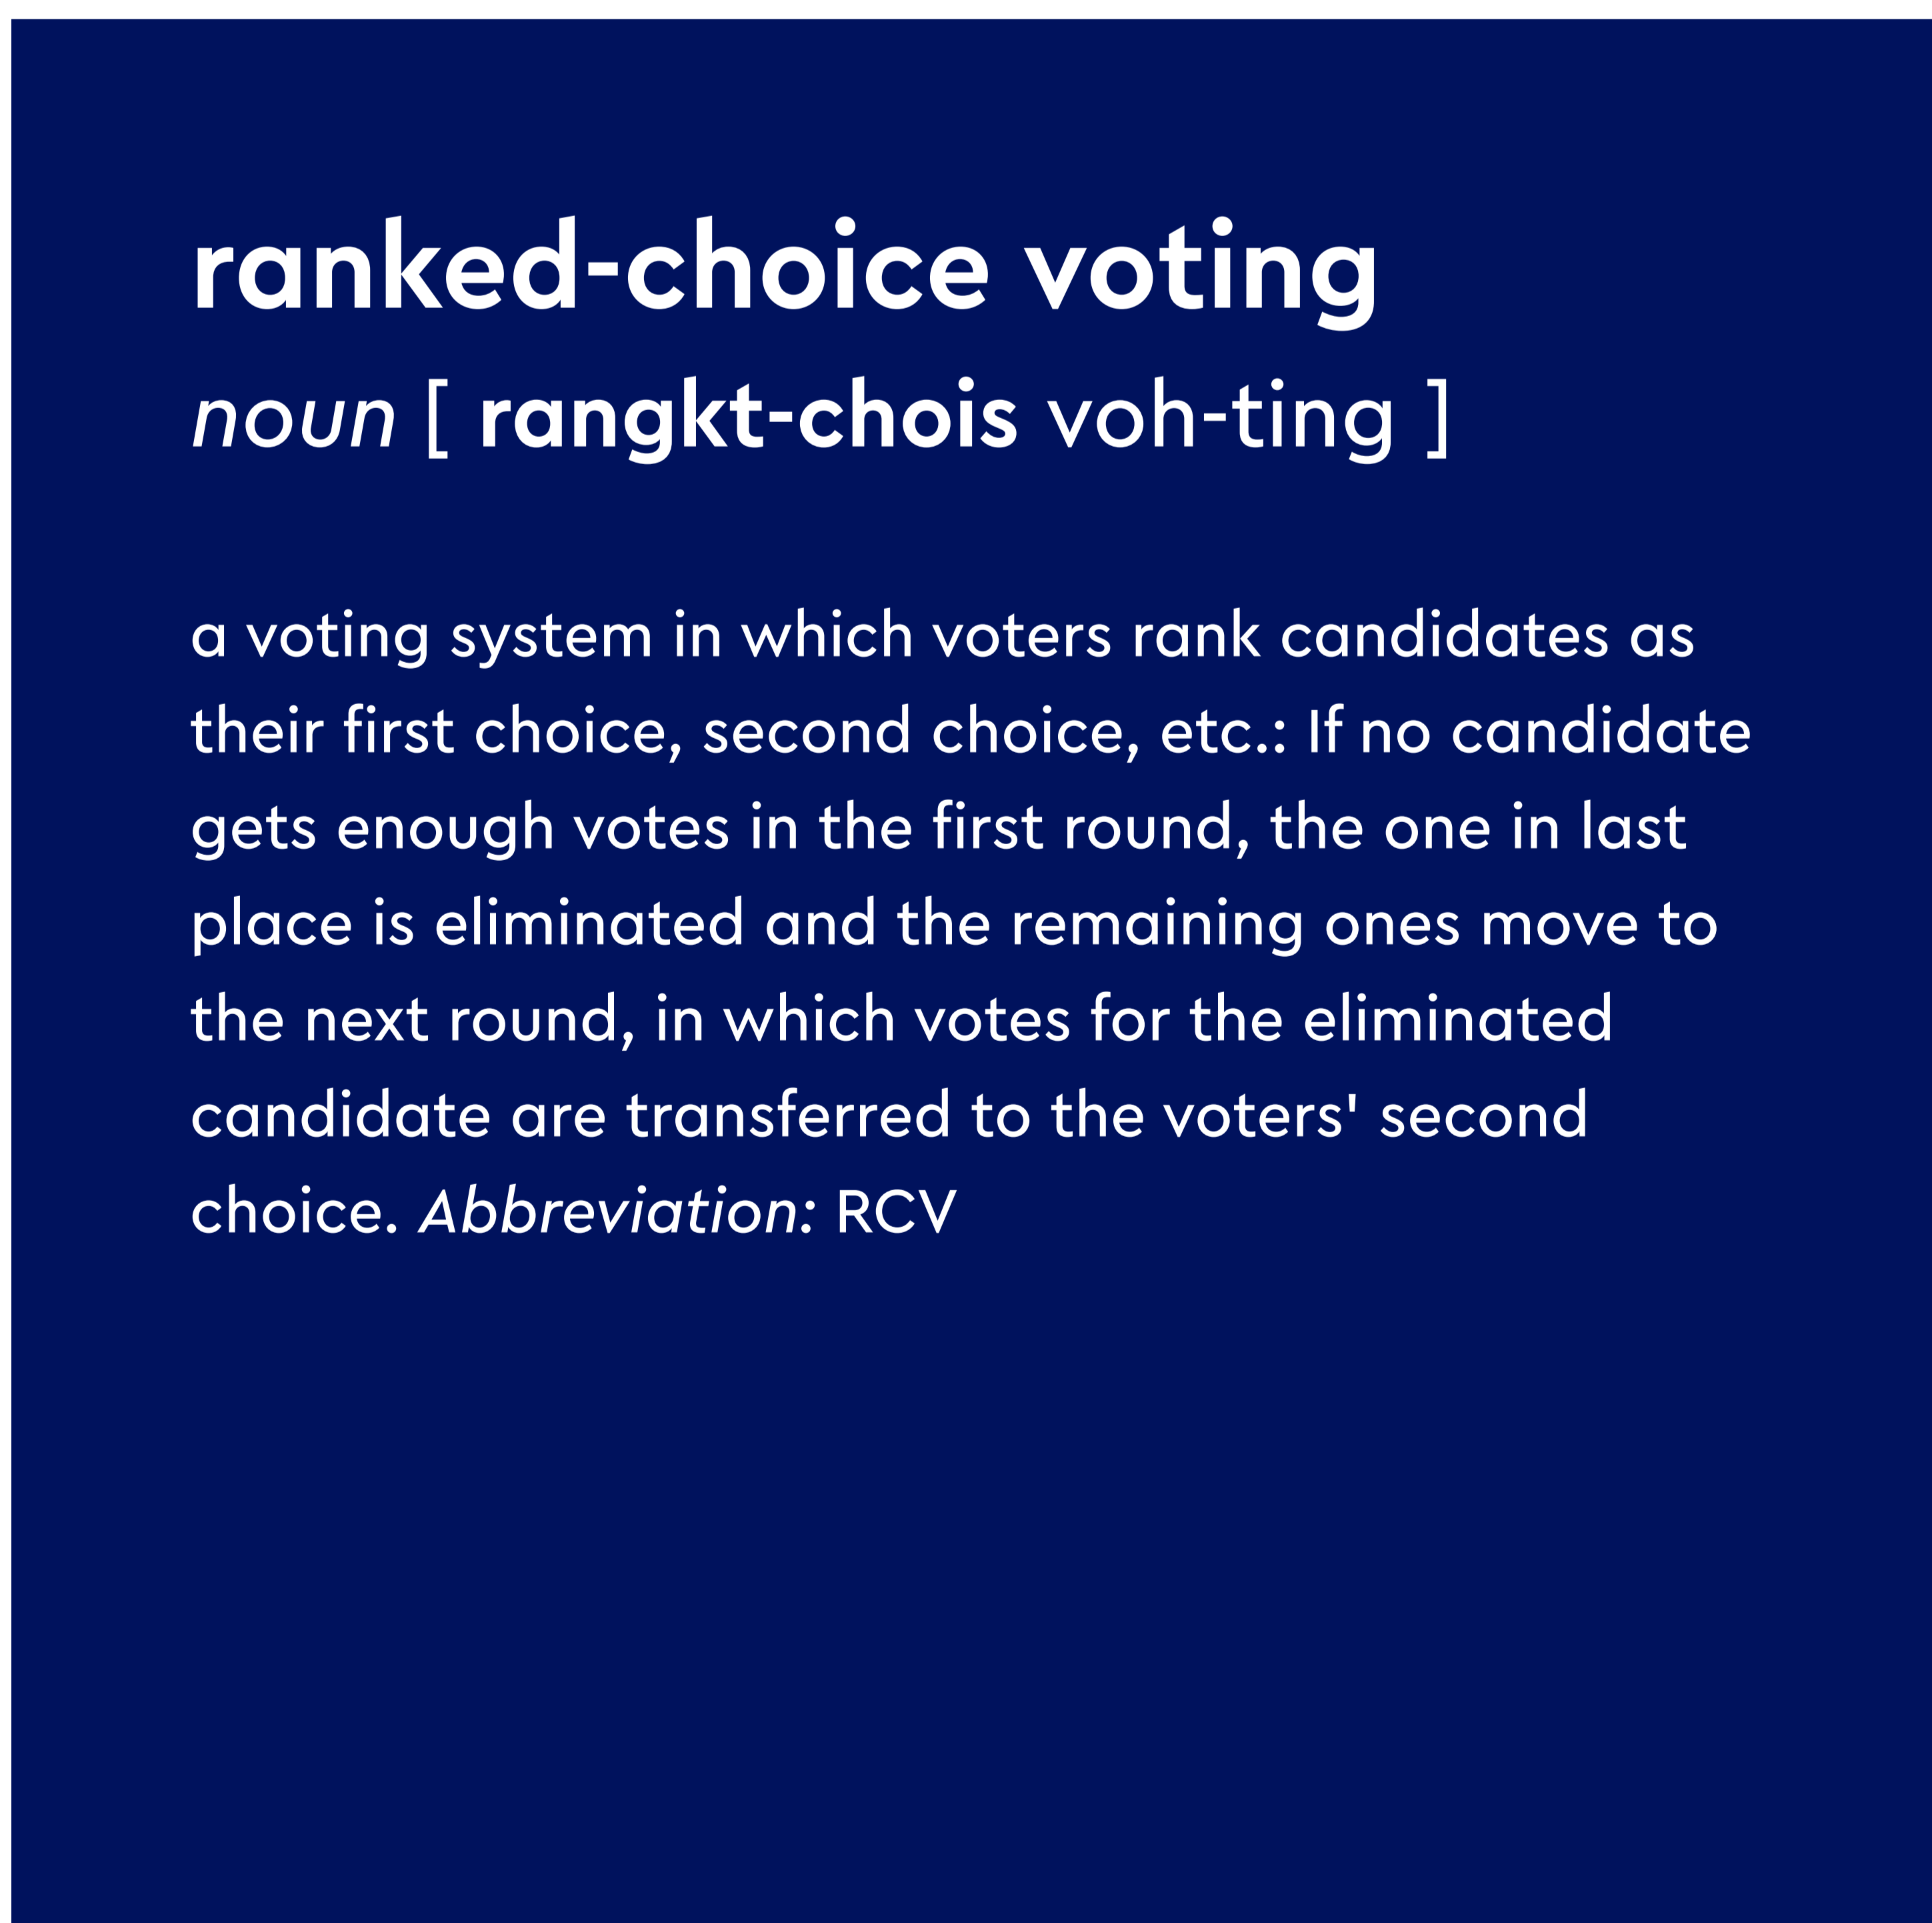 ranked-choice voting
noun [ rangkt-chois voh-ting ]
a voting system in which voters rank candidates as
their first choice, second choice, etc.: If no candidate
gets enough votes in the first round, the one in last
place is eliminated and the remaining ones move to
the next round, in which votes for the eliminated
candidate are transferred to the voters' second
choice. Abbreviation: RCV